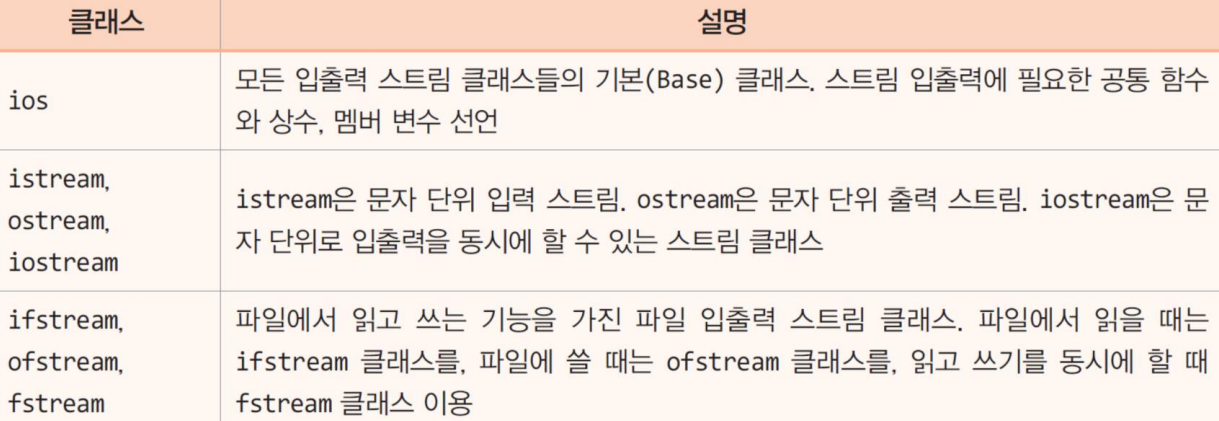 클래스 설명
ios
모든 입출력 스트림 클래스들의 기본(Base) 클래스. 스트림 입출력에 필요한 공통 함수
와 상수, 멤버 변수 선언
istream,
ostream,
iostream
istream은 문자 단위 입력 스트림. ostream은 문자 단위 출력 스트림. iostream은 문
자 단위로 입출력을 동시에 할 수 있는 스트림 클래스
ifstream,
ofstream,
fstream
파일에서 읽고 쓰는 기능을 가진 파일 입출력 스트림 클래스. 파일에서 읽을 때는
ifstream 클래스를, 파일에 쓸 때는 ofstream 클래스를, 읽고 쓰기를 동시에 할 때
fstream 클래스 이용